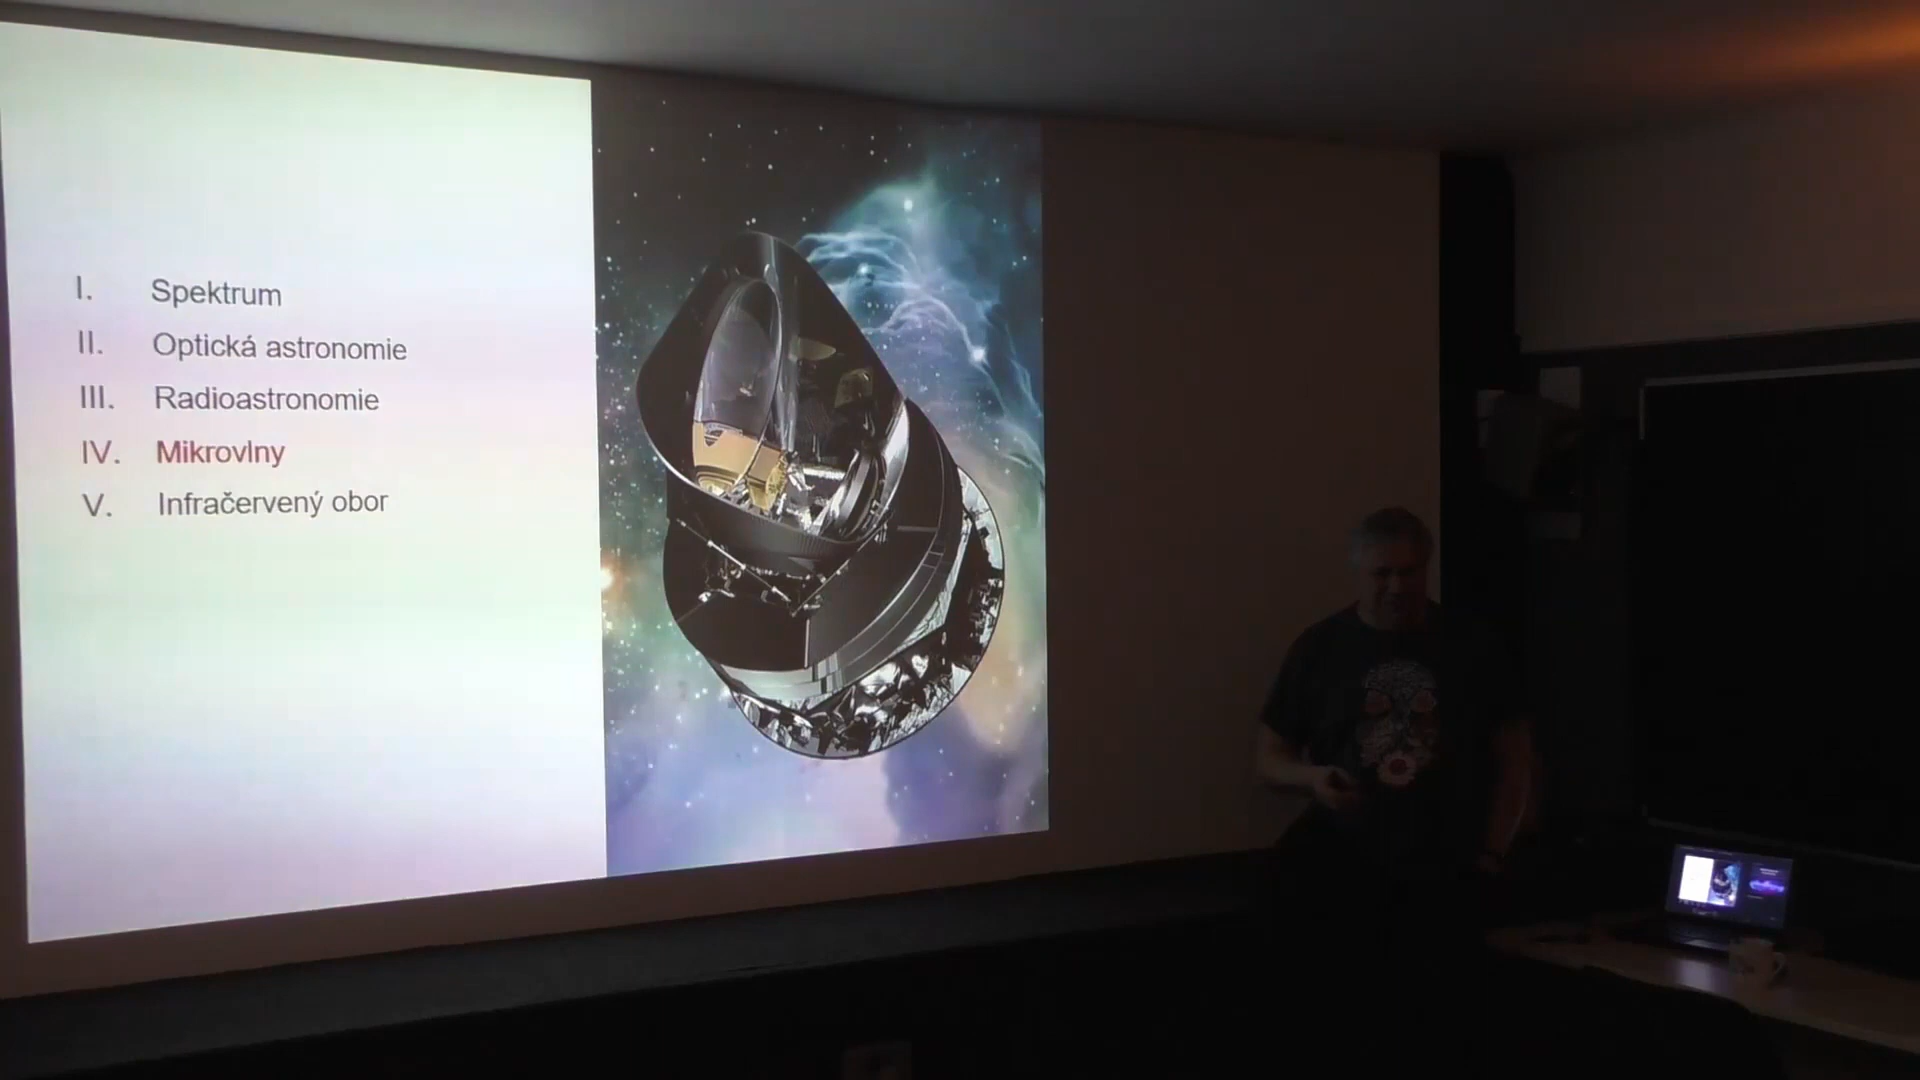 I. Spektrum
II. Optická astronomie
III. Radioastronomie
IV. Mikrovlny
V. Infračervený obor